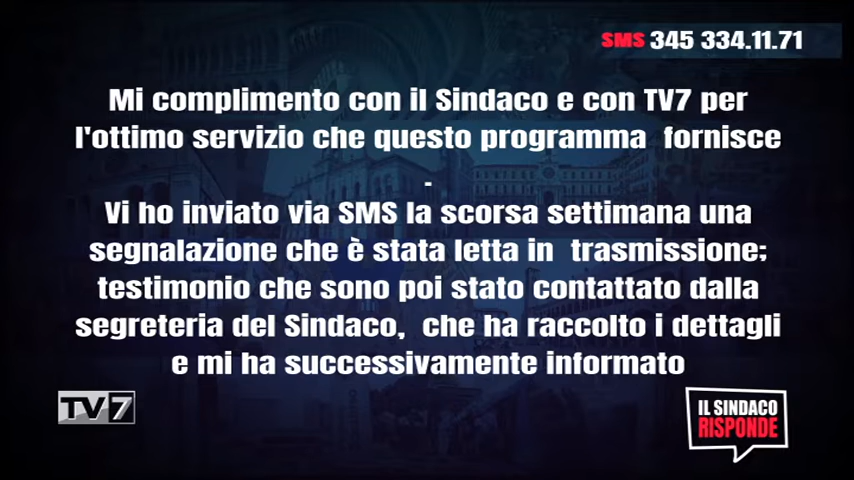 SMS 345 334.11.71
Mi complimento con il Sindaco e con TV7 per
l'ottimo servizio che questo programma fornisce
.
Vi ho inviato via SMS la scorsa settimana una
segnalazione che è stata letta in trasmissione;
testimonio che sono poi stato contattato dalla
segreteria del Sindaco, che ha raccolto i dettagli
e mi ha successivamente informato
TV7
IL SINDACO
RISPONDE